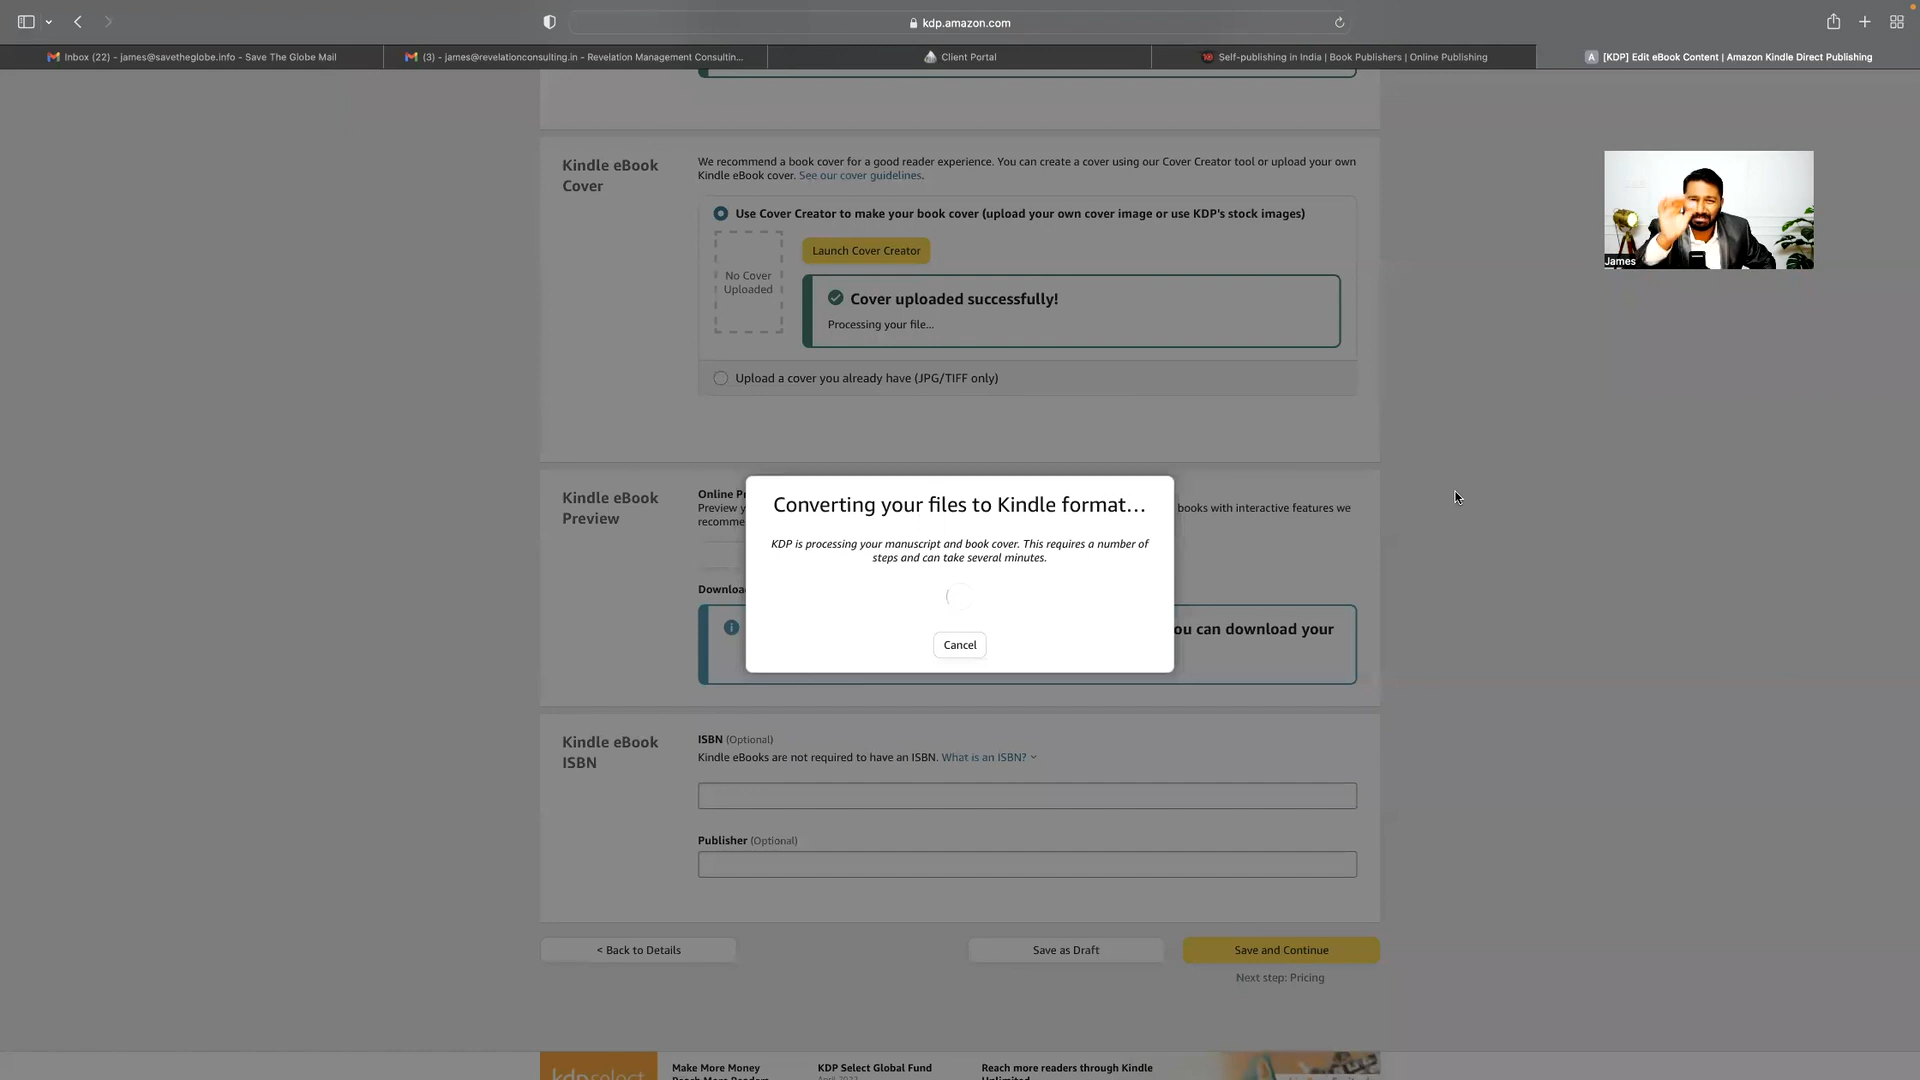 kdp.amazon.com
Inbox (22) - james@savetheglobe.info - Save The Globe Mail
(3) - james@revelationconsulting.in - Revelation Management Consultin...
Client Portal
Self-publishing in India | Book Publishers | Online Publishing
A [KDP] Edit eBook Content | Amazon Kindle Direct Publishing
Kindle eBook
Cover
We recommend a book cover for a good reader experience. You can create a cover using our Cover Creator tool or upload your own
Kindle eBook cover. See our cover guidelines.
Use Cover Creator to make your book cover (upload your own cover image or use KDP's stock images)
No Cover
Uploaded
Launch Cover Creator
Cover uploaded successfully!
Processing your file...
Upload a cover you already have (JPG/TIFF only)
James
Kindle eBook
Preview
Online P
Preview y
books with interactive features we
recomme
Downloa
ou can download your
Converting your files to Kindle format...
KDP is processing your manuscript and book cover. This requires a number of
steps and can take several minutes.
Cancel
Kindle eBook
ISBN
ISBN (Optional)
Kindle eBooks are not required to have an ISBN. What is an ISBN?
Publisher (Optional)
< Back to Details
Save as Draft
Save and Continue
Next step: Pricing
kdp select
Make More Money
KDP Select Global Fund
Reach more readers through Kindle